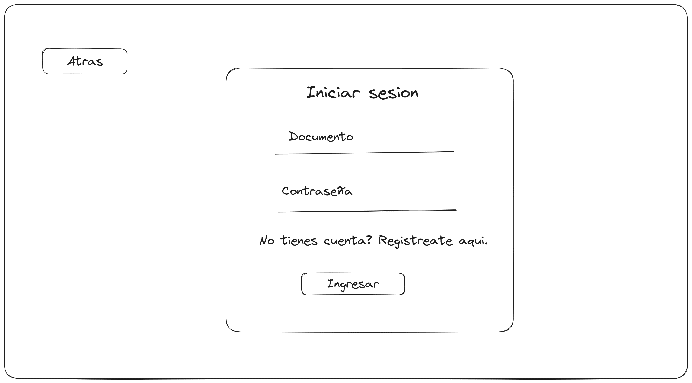 Atras
Iniciar sesion
Documento
Contraseña
No tienes cuenta? Registreate aqui.
Ingresar